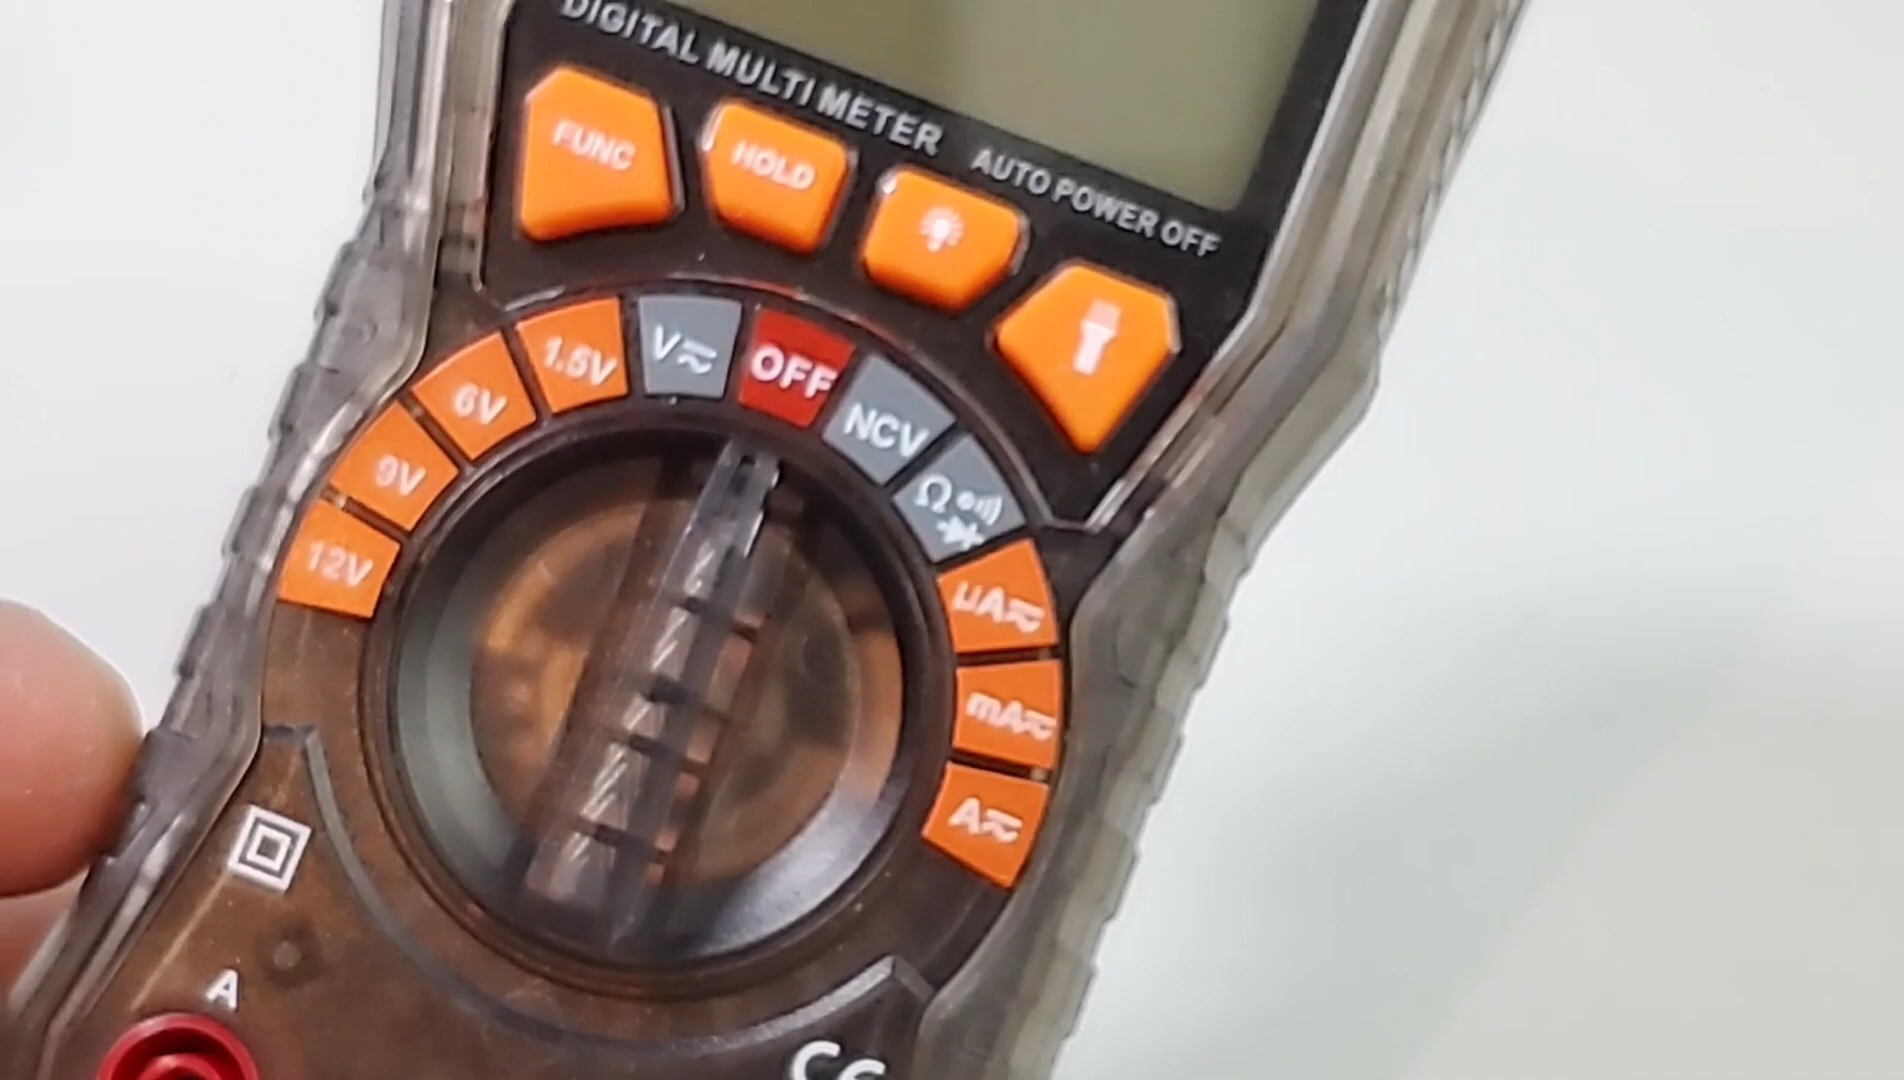 DIGITAL MULTI METER
AUTO POWER OFF
FUNC
HOLD
12V
9V
6V
1.5V
V
OFF
NCV
Ω
μA
mA
A
A
CE